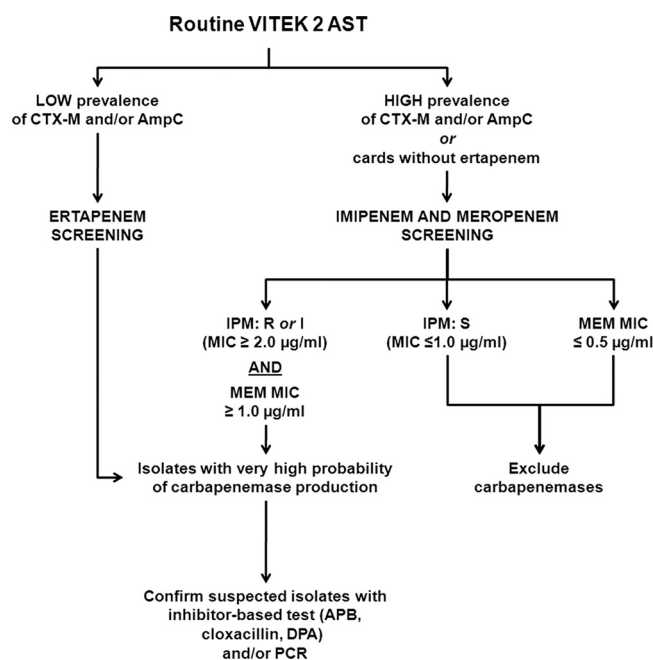 Routine VITEK 2 AST
LOW prevalence
of CTX-M and/or AmpC
HIGH prevalence
of CTX-M and/or AmpC
or
cards without ertapenem
ERTAPENEM
SCREENING
IMIPENEM AND MEROPENEM
SCREENING
IPM: R or I
(MIC ≥ 2.0 µg/ml)
AND
MEM MIC
≥ 1.0 µg/ml
IPM: S
(MIC ≤1.0 µg/ml)
MEM MIC
≤ 0.5 µg/ml
Isolates with very high probability
of carbapenemase production
Exclude
carbapenemases
Confirm suspected isolates with
inhibitor-based test (APB,
cloxacillin, DPA)
and/or PCR